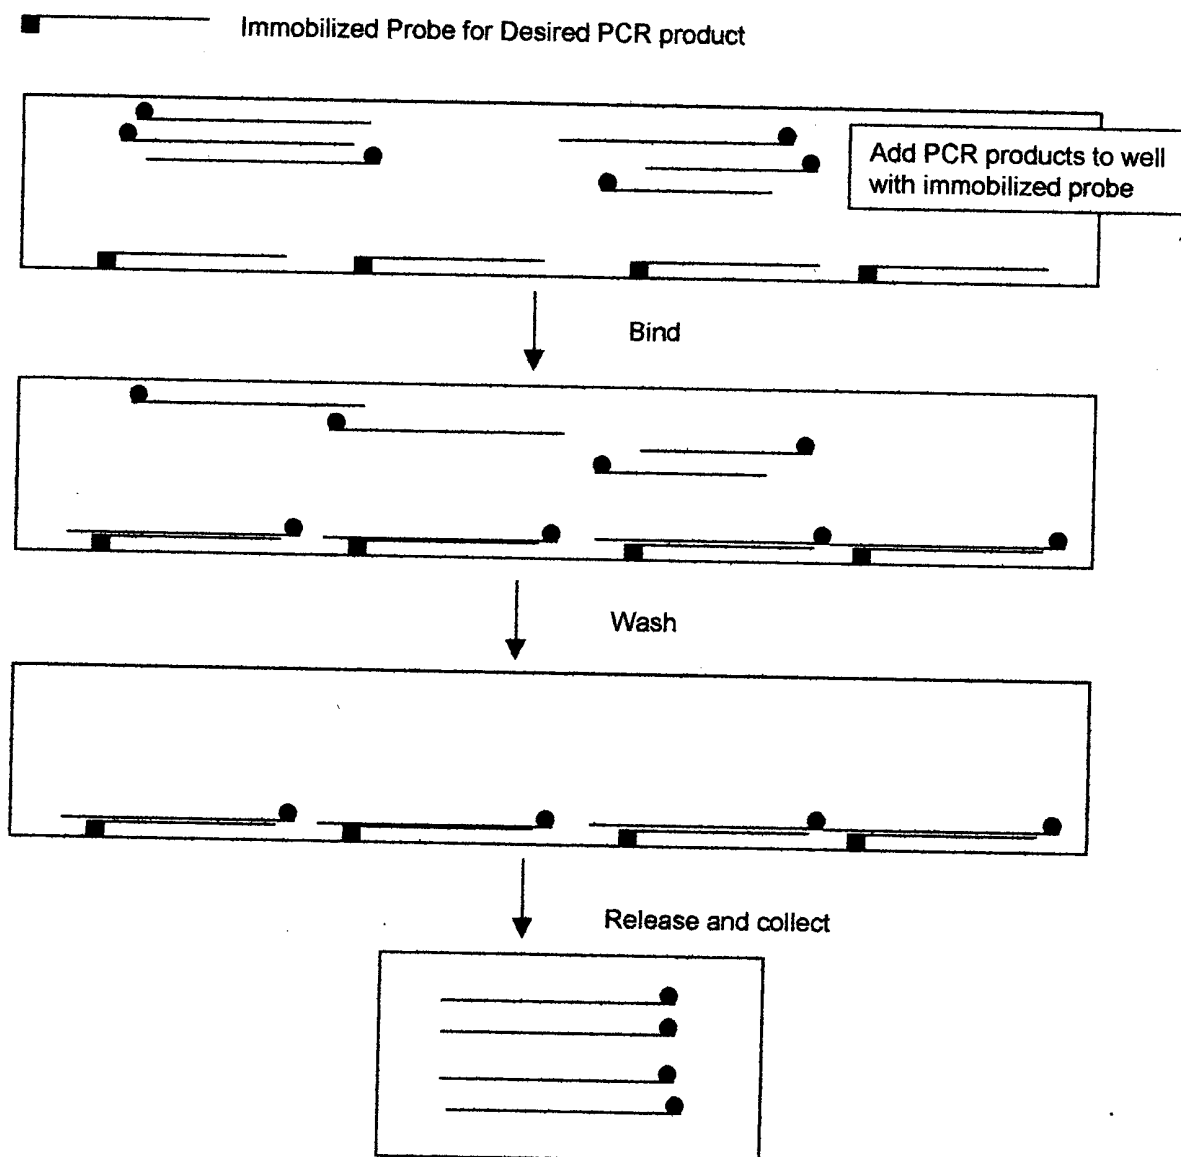 Immobilized Probe for Desired PCR product
Add PCR products to well
with immobilized probe
Bind
Wash
Release and collect